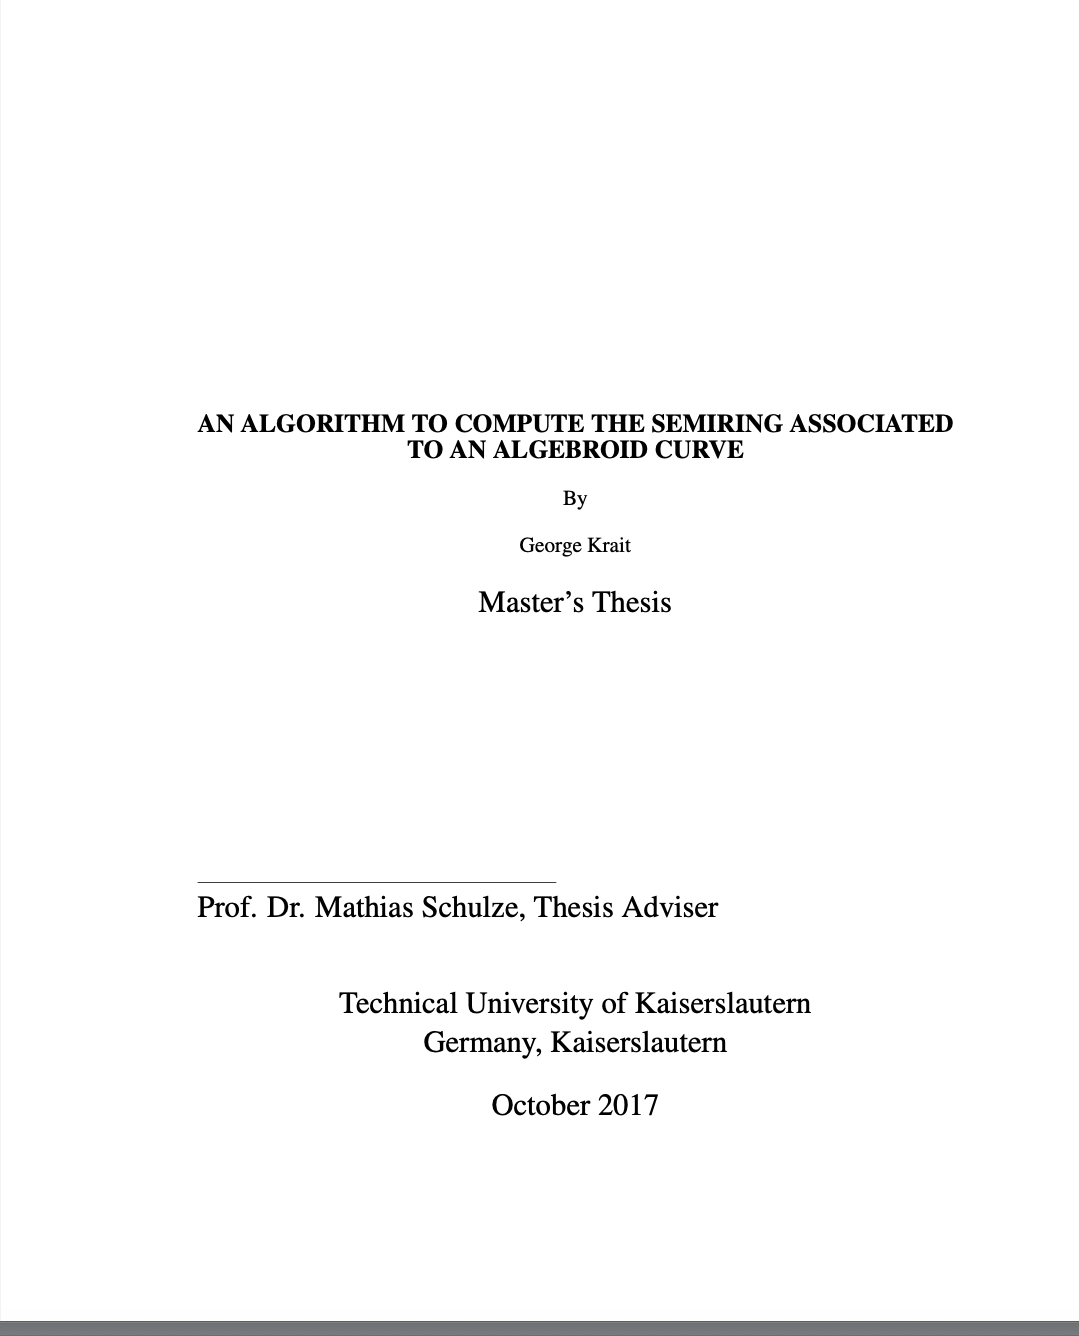 AN ALGORITHM TO COMPUTE THE SEMIRING ASSOCIATED
TO AN ALGEBROID CURVE
By
George Krait
Master’s Thesis
Prof. Dr. Mathias Schulze, Thesis Adviser
Technical University of Kaiserslautern
Germany, Kaiserslautern
October 2017